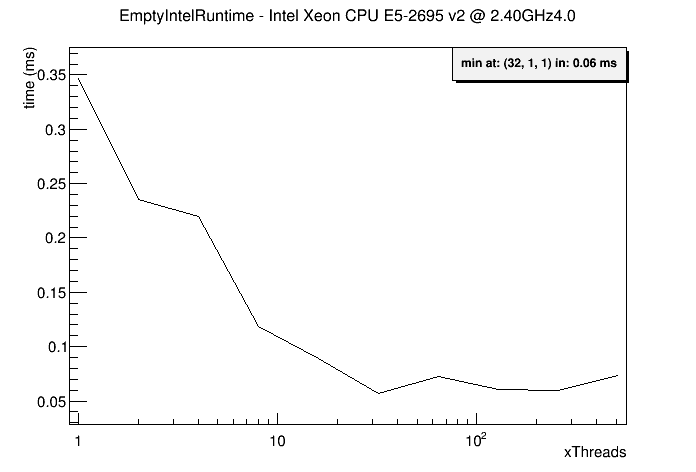 EmptyIntelRuntime - Intel Xeon CPU E5-2695 v2 @ 2.40GHz4.0
min at: (32, 1, 1) in: 0.06 ms
time (ms)
0.35
0.3
0.25
0.2
0.15
0.1
0.05
1 10 10²
xThreads